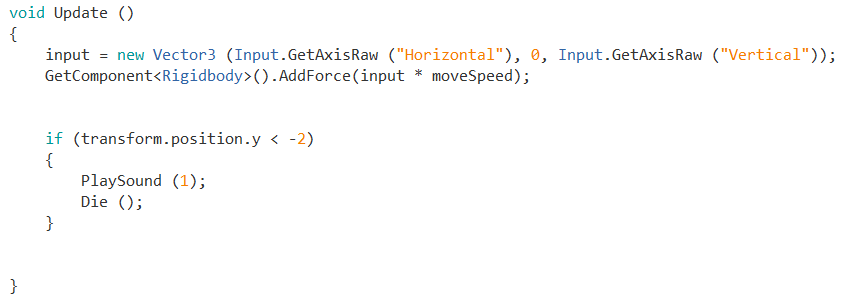 void Update ()
{
    input = new Vector3 (Input.GetAxisRaw ("Horizontal"), 0, Input.GetAxisRaw ("Vertical"));
    GetComponent<Rigidbody>().AddForce(input * moveSpeed);
    if (transform.position.y < -2)
    {
        PlaySound (1);
        Die ();
    }
}